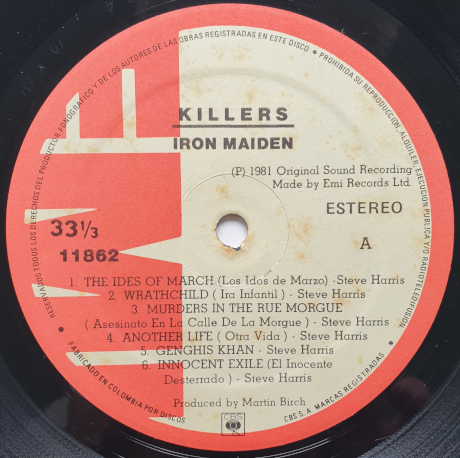 RESERVADOS TODOS LOS DERECHOS DEL PRODUCTOR FONOGRAFICO Y DE LOS AUTORES DE LAS OBRAS REGISTRADAS EN ESTE DISCO • PROHIBIDA SU REPRODUCCION, ALQUILER, EJECUCION PUBLICA Y/O RADIOTELEDIFUSION.
KILLERS
IRON MAIDEN
(P) 1981 Original Sound Recording
Made by Emi Records Ltd.
33 1/3
ESTEREO
11862
A
1. THE IDES OF MARCH (Los Idos de Marzo) -Steve Harris
2. WRATHCHILD ( Ira Infantil ) - Steve Harris
3. MURDERS IN THE RUE MORGUE
( Asesinato En La Calle De La Morgue ) - Steve Harris
4. ANOTHER LIFE ( Otra Vida ) - Steve Harris
5. GENGHIS KHAN - Steve Harris
6. INNOCENT EXILE (El Inocente
Desterrado ) - Steve Harris
Produced by Martin Birch
CBS
• FABRICADO EN COLOMBIA POR DISCOS CBS S.A. MARCAS REGISTRADAS •